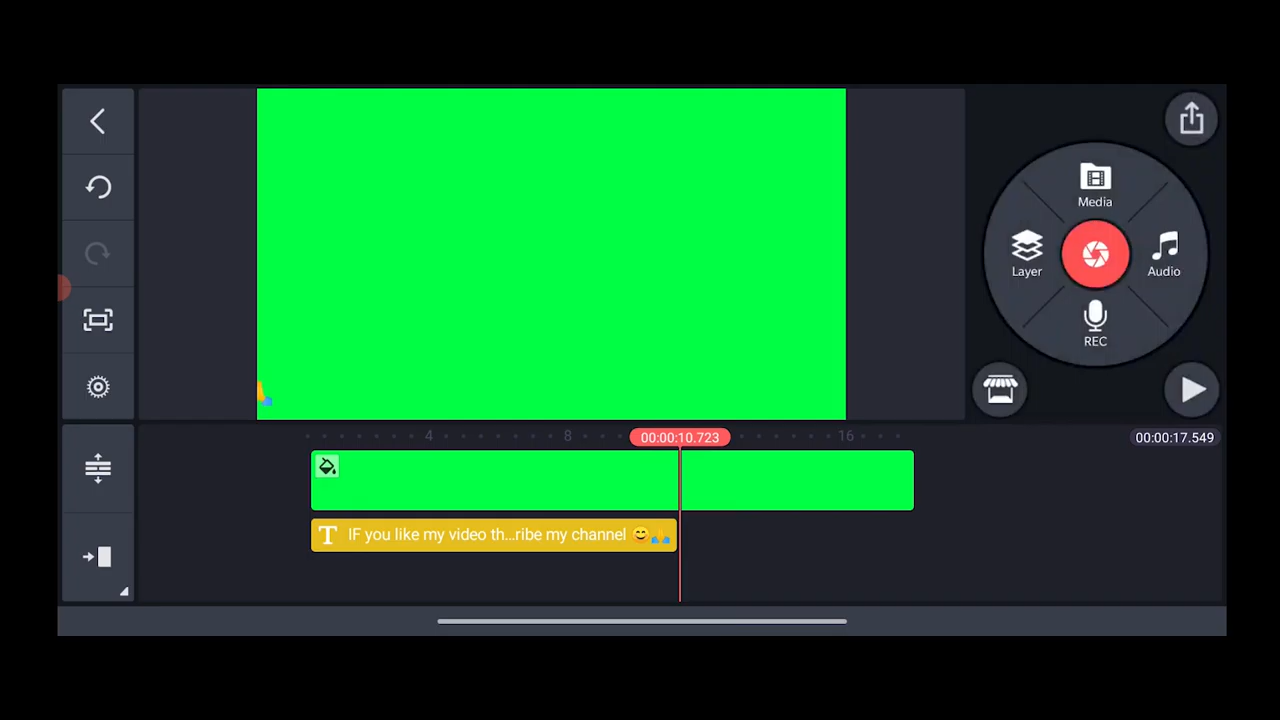 Media
Layer
Audio
REC
4
8
00:00:10.723
16
00:00:17.549
T IF you like my video th...ribe my channel 😄🙏